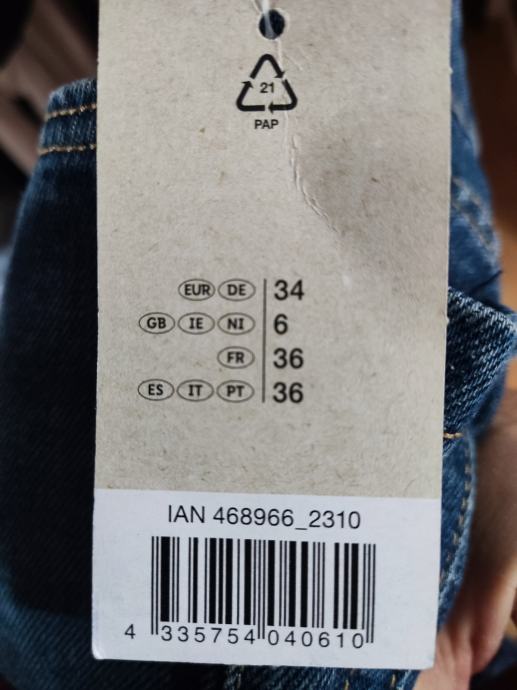 21
PAP
EUR DE 34
GB IE NI 6
FR 36
ES IT PT 36
IAN 468966_2310
4 335754 040610